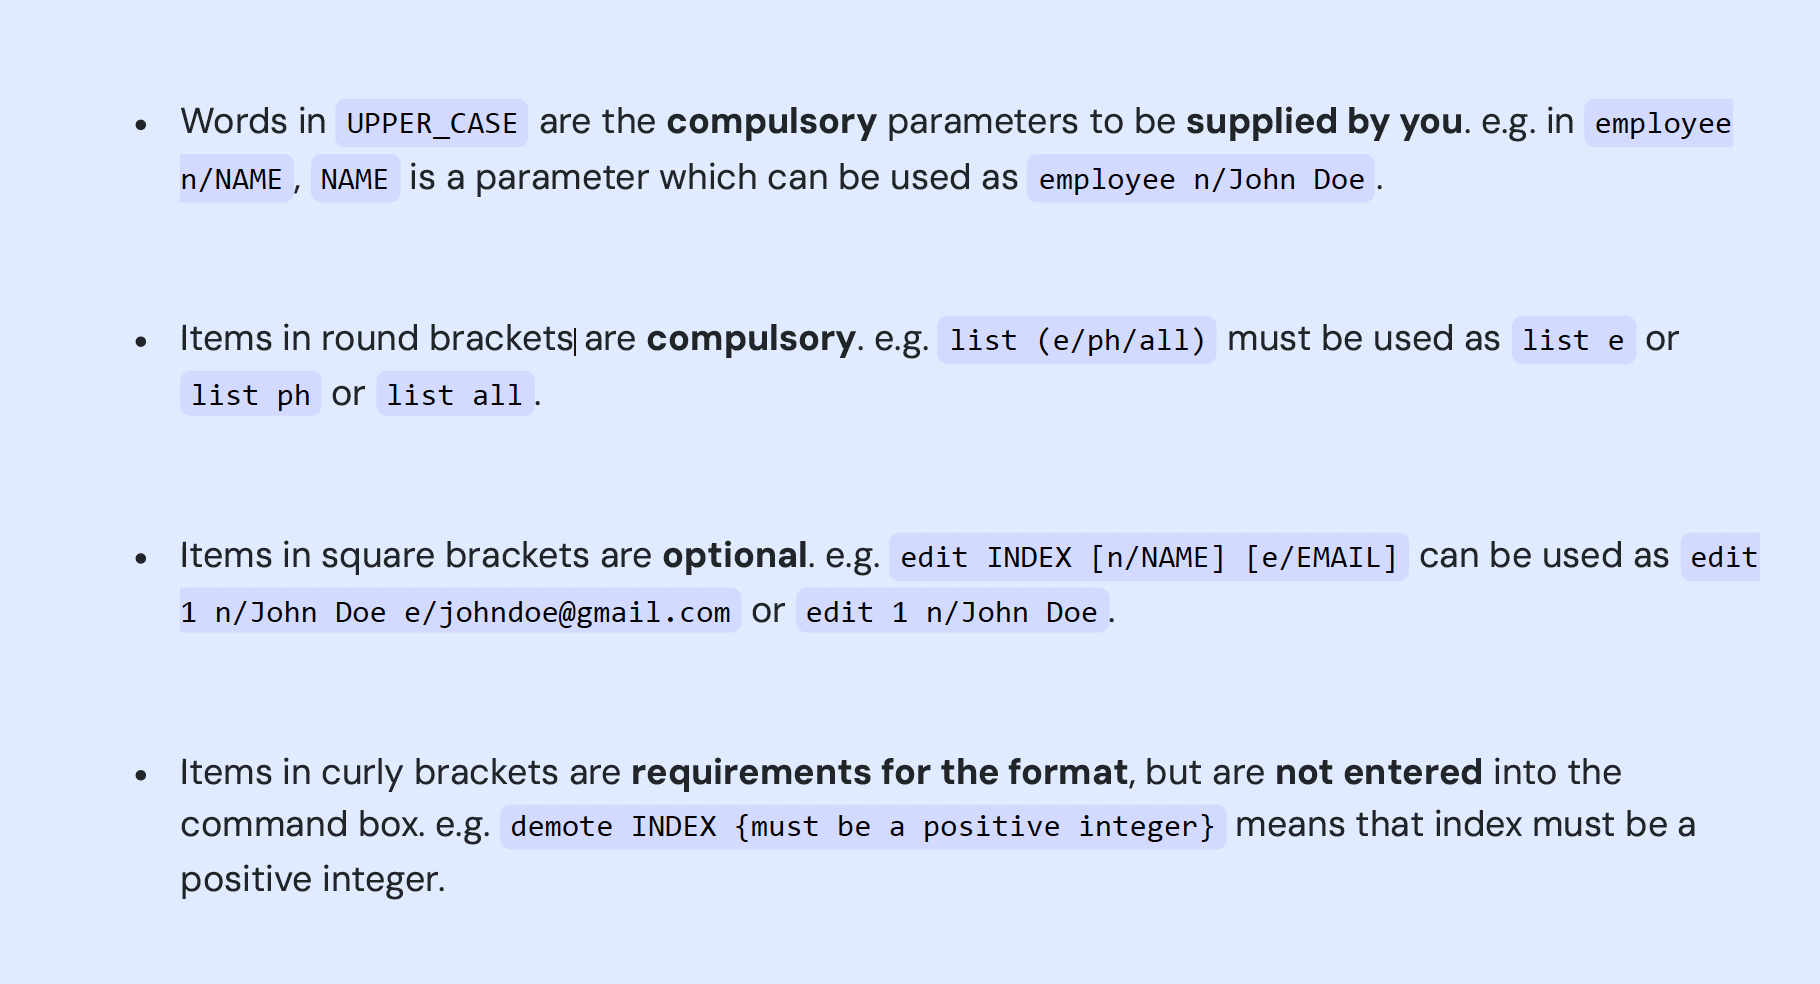 • Words in UPPER_CASE are the compulsory parameters to be supplied by you. e.g. in employee
n/NAME, NAME is a parameter which can be used as employee n/John Doe.
• Items in round brackets are compulsory. e.g. list (e/ph/all) must be used as list e or
list ph or list all.
• Items in square brackets are optional. e.g. edit INDEX [n/NAME] [e/EMAIL] can be used as edit
1 n/John Doe e/johndoe@gmail.com or edit 1 n/John Doe.
• Items in curly brackets are requirements for the format, but are not entered into the
command box. e.g. demote INDEX {must be a positive integer} means that index must be a
positive integer.